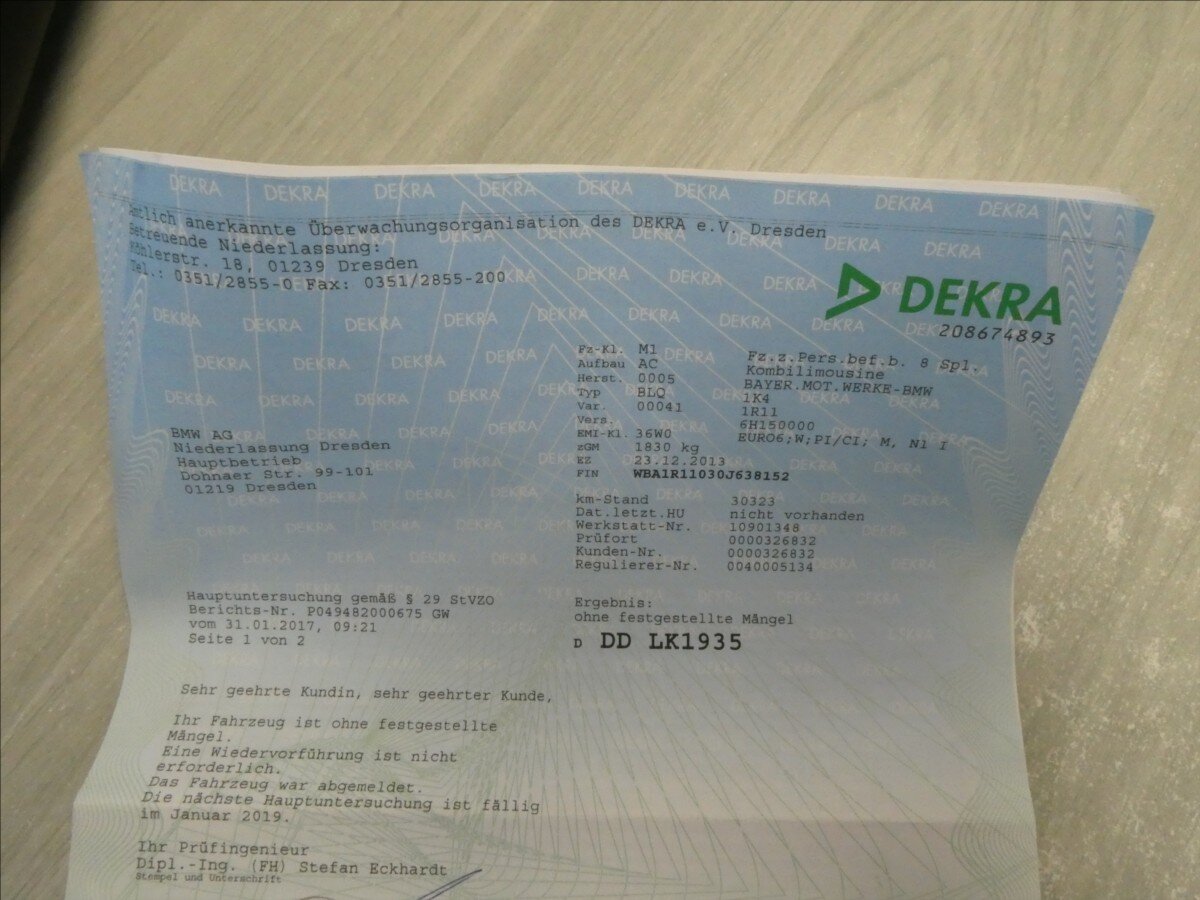 Amtlich anerkannte Überwachungsorganisation des DEKRA e.V. Dresden
Betreuende Niederlassung:
Köhlerstr. 18, 01239 Dresden
Tel.: 0351/2855-0 Fax: 0351/2855-200
DEKRA
208674893
Fz-Kl. M1 Fz.z.Pers.bef.b. 8 Spl.
Aufbau AC Kombilimousine
Herst. 0005 BAYER.MOT.WERKE-BMW
Typ BLQ 1K4
Var. 00041 1R11
Vers. 6H150000
EMI-Kl. 36W0 EURO6;W;PI/CI; M, N1 I
zGM 1830 kg
EZ 23.12.2013
FIN WBA1R11030J638152
BMW AG
Niederlassung Dresden
Hauptbetrieb
Dohnaer Str. 99-101
01219 Dresden
km-Stand 30323
Dat.letzt.HU nicht vorhanden
Werkstatt-Nr. 10901348
Prüfort 0000326832
Kunden-Nr. 0000326832
Regulierer-Nr. 0040005134
Hauptuntersuchung gemäß § 29 StVZO
Berichts-Nr. P049482000675 GW
vom 31.01.2017, 09:21
Seite 1 von 2
Ergebnis:
ohne festgestellte Mängel
D DD LK1935
Sehr geehrte Kundin, sehr geehrter Kunde,
Ihr Fahrzeug ist ohne festgestellte
Mängel.
Eine Wiedervorführung ist nicht
erforderlich.
Das Fahrzeug war abgemeldet.
Die nächste Hauptuntersuchung ist fällig
im Januar 2019.
Ihr Prüfingenieur
Dipl.-Ing. (FH) Stefan Eckhardt
Stempel und Unterschrift